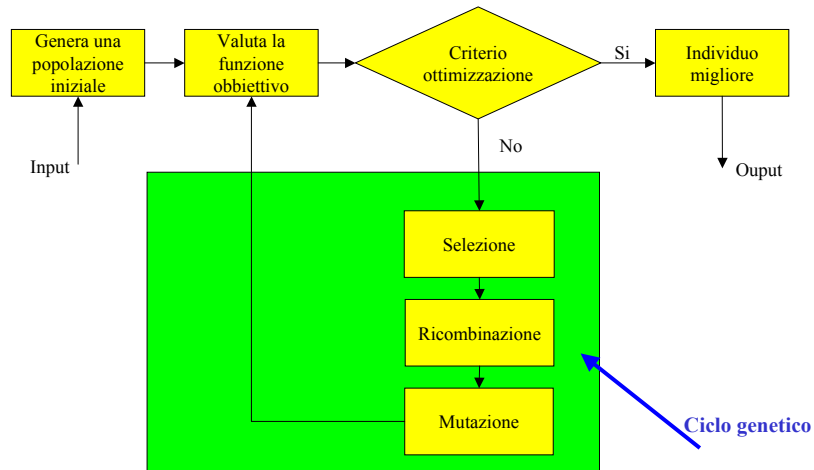 Genera una
popolazione
iniziale
Valuta la
funzione
obbiettivo
Criterio
ottimizzazione
Si
Individuo
migliore
No
Input
Ouput
Selezione
Ricombinazione
Mutazione
Ciclo genetico